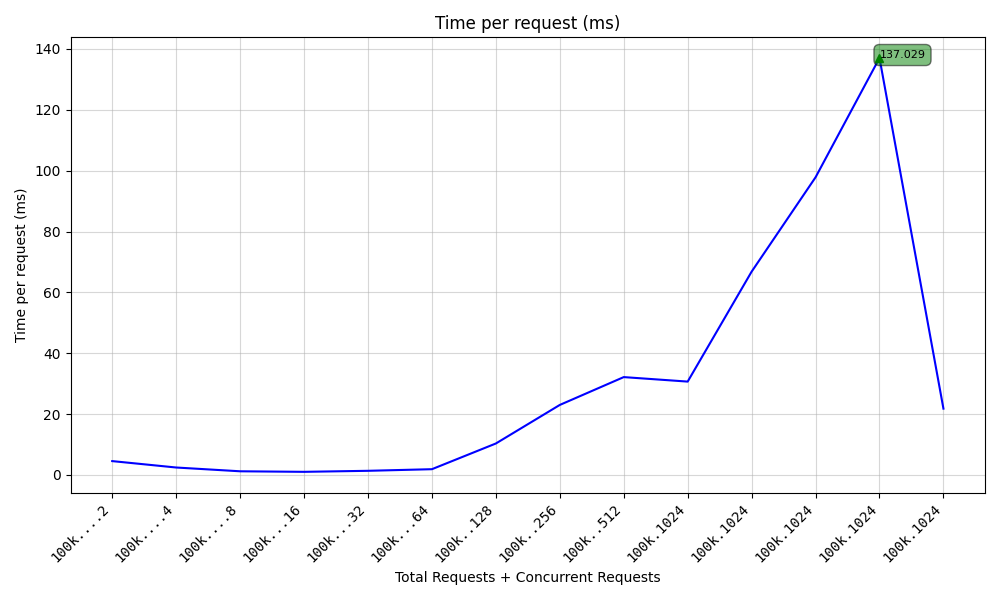 Time per request (ms)
137.029
140
120
100
80
60
40
20
0
Time per request (ms)
100k....2
100k....4
100k....8
100k...16
100k...32
100k...64
100k..128
100k..256
100k..512
100k.1024
100k.1024
100k.1024
100k.1024
100k.1024
Total Requests + Concurrent Requests